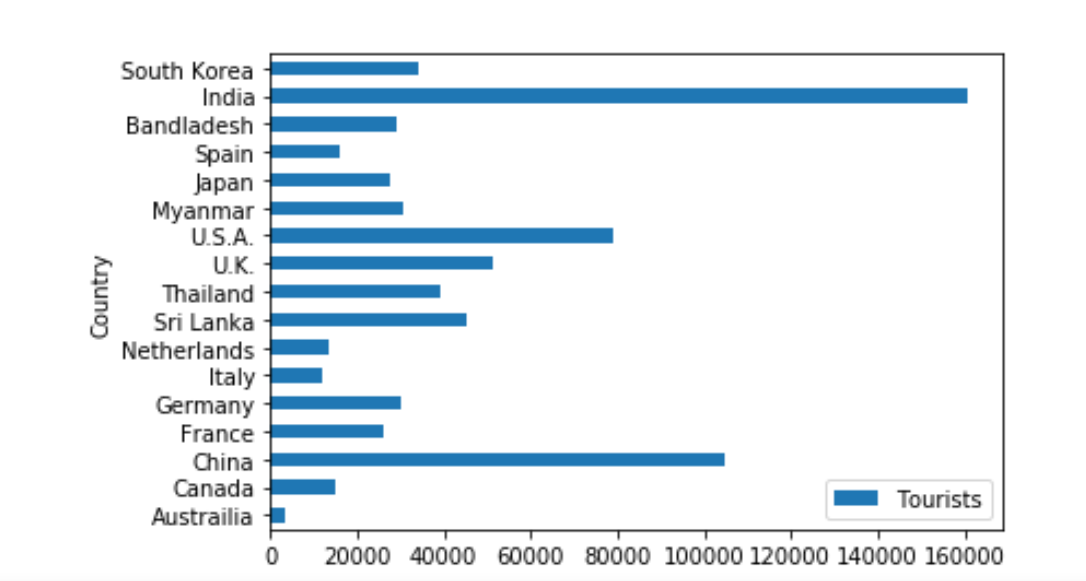 South Korea
India
Bandladesh
Spain
Japan
Myanmar
U.S.A.
U.K.
Thailand
Sri Lanka
Netherlands
Italy
Germany
France
China
Canada
Austrailia
Country
Tourists
0 20000 40000 60000 80000 100000 120000 140000 160000